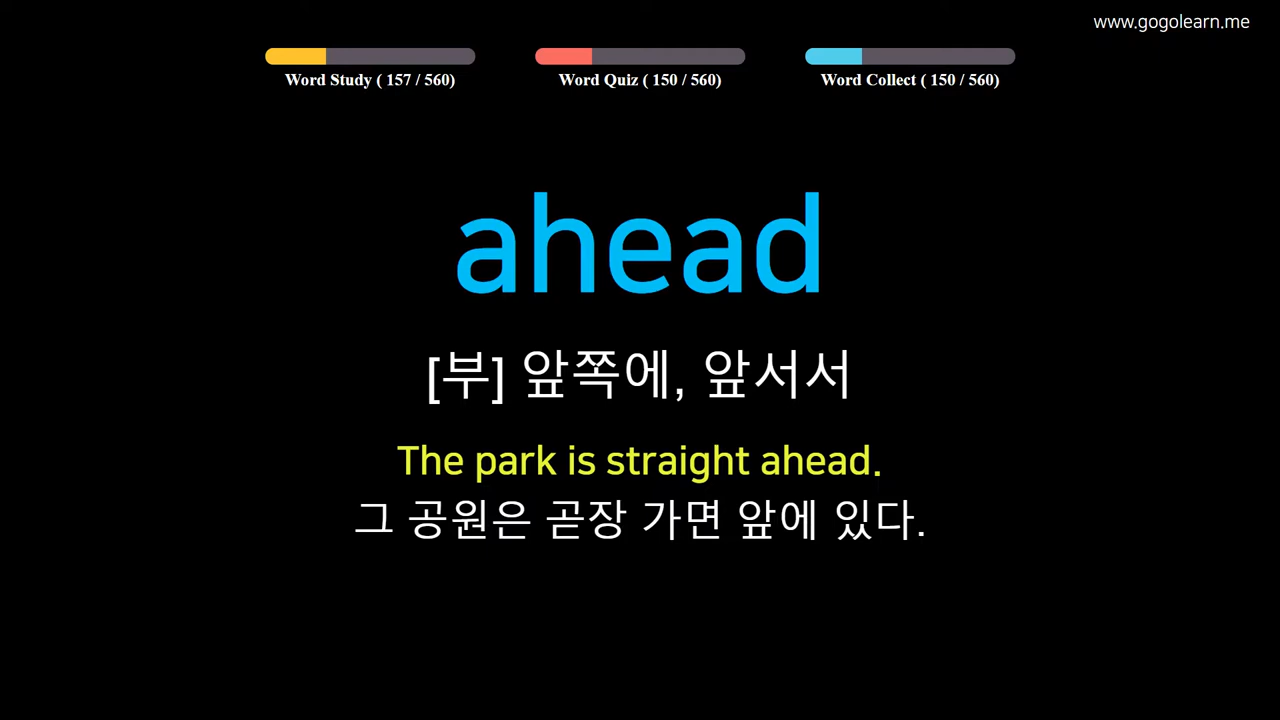 www.gogolearn.me
Word Study ( 157 / 560)
Word Quiz ( 150 / 560)
Word Collect ( 150 / 560)
ahead
[부] 앞쪽에, 앞서서
The park is straight ahead.
그 공원은 곧장 가면 앞에 있다.